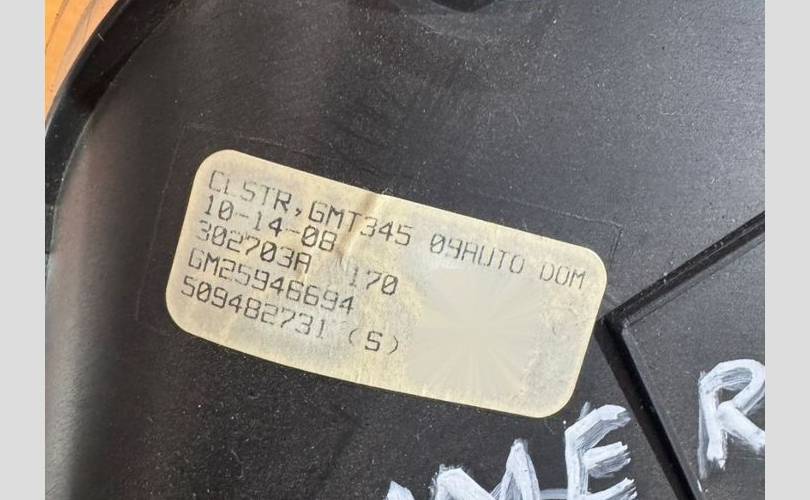 CLSTR,GMT345 09AUTO DOM
10-14-08
302703A 170
GM25946694
509482731 (S)